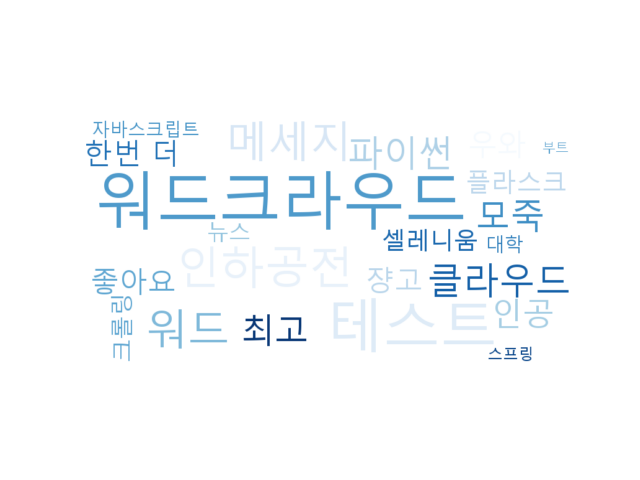 자바스크립트
메세지
한번 더
파이썬
우와
부트
워드크라우드
플라스크
모죽
뉴스
셀레니움
대학
인하공전
좋아요
쟝고
클라우드
크롤링
워드
최고
테스트
인공
스프링